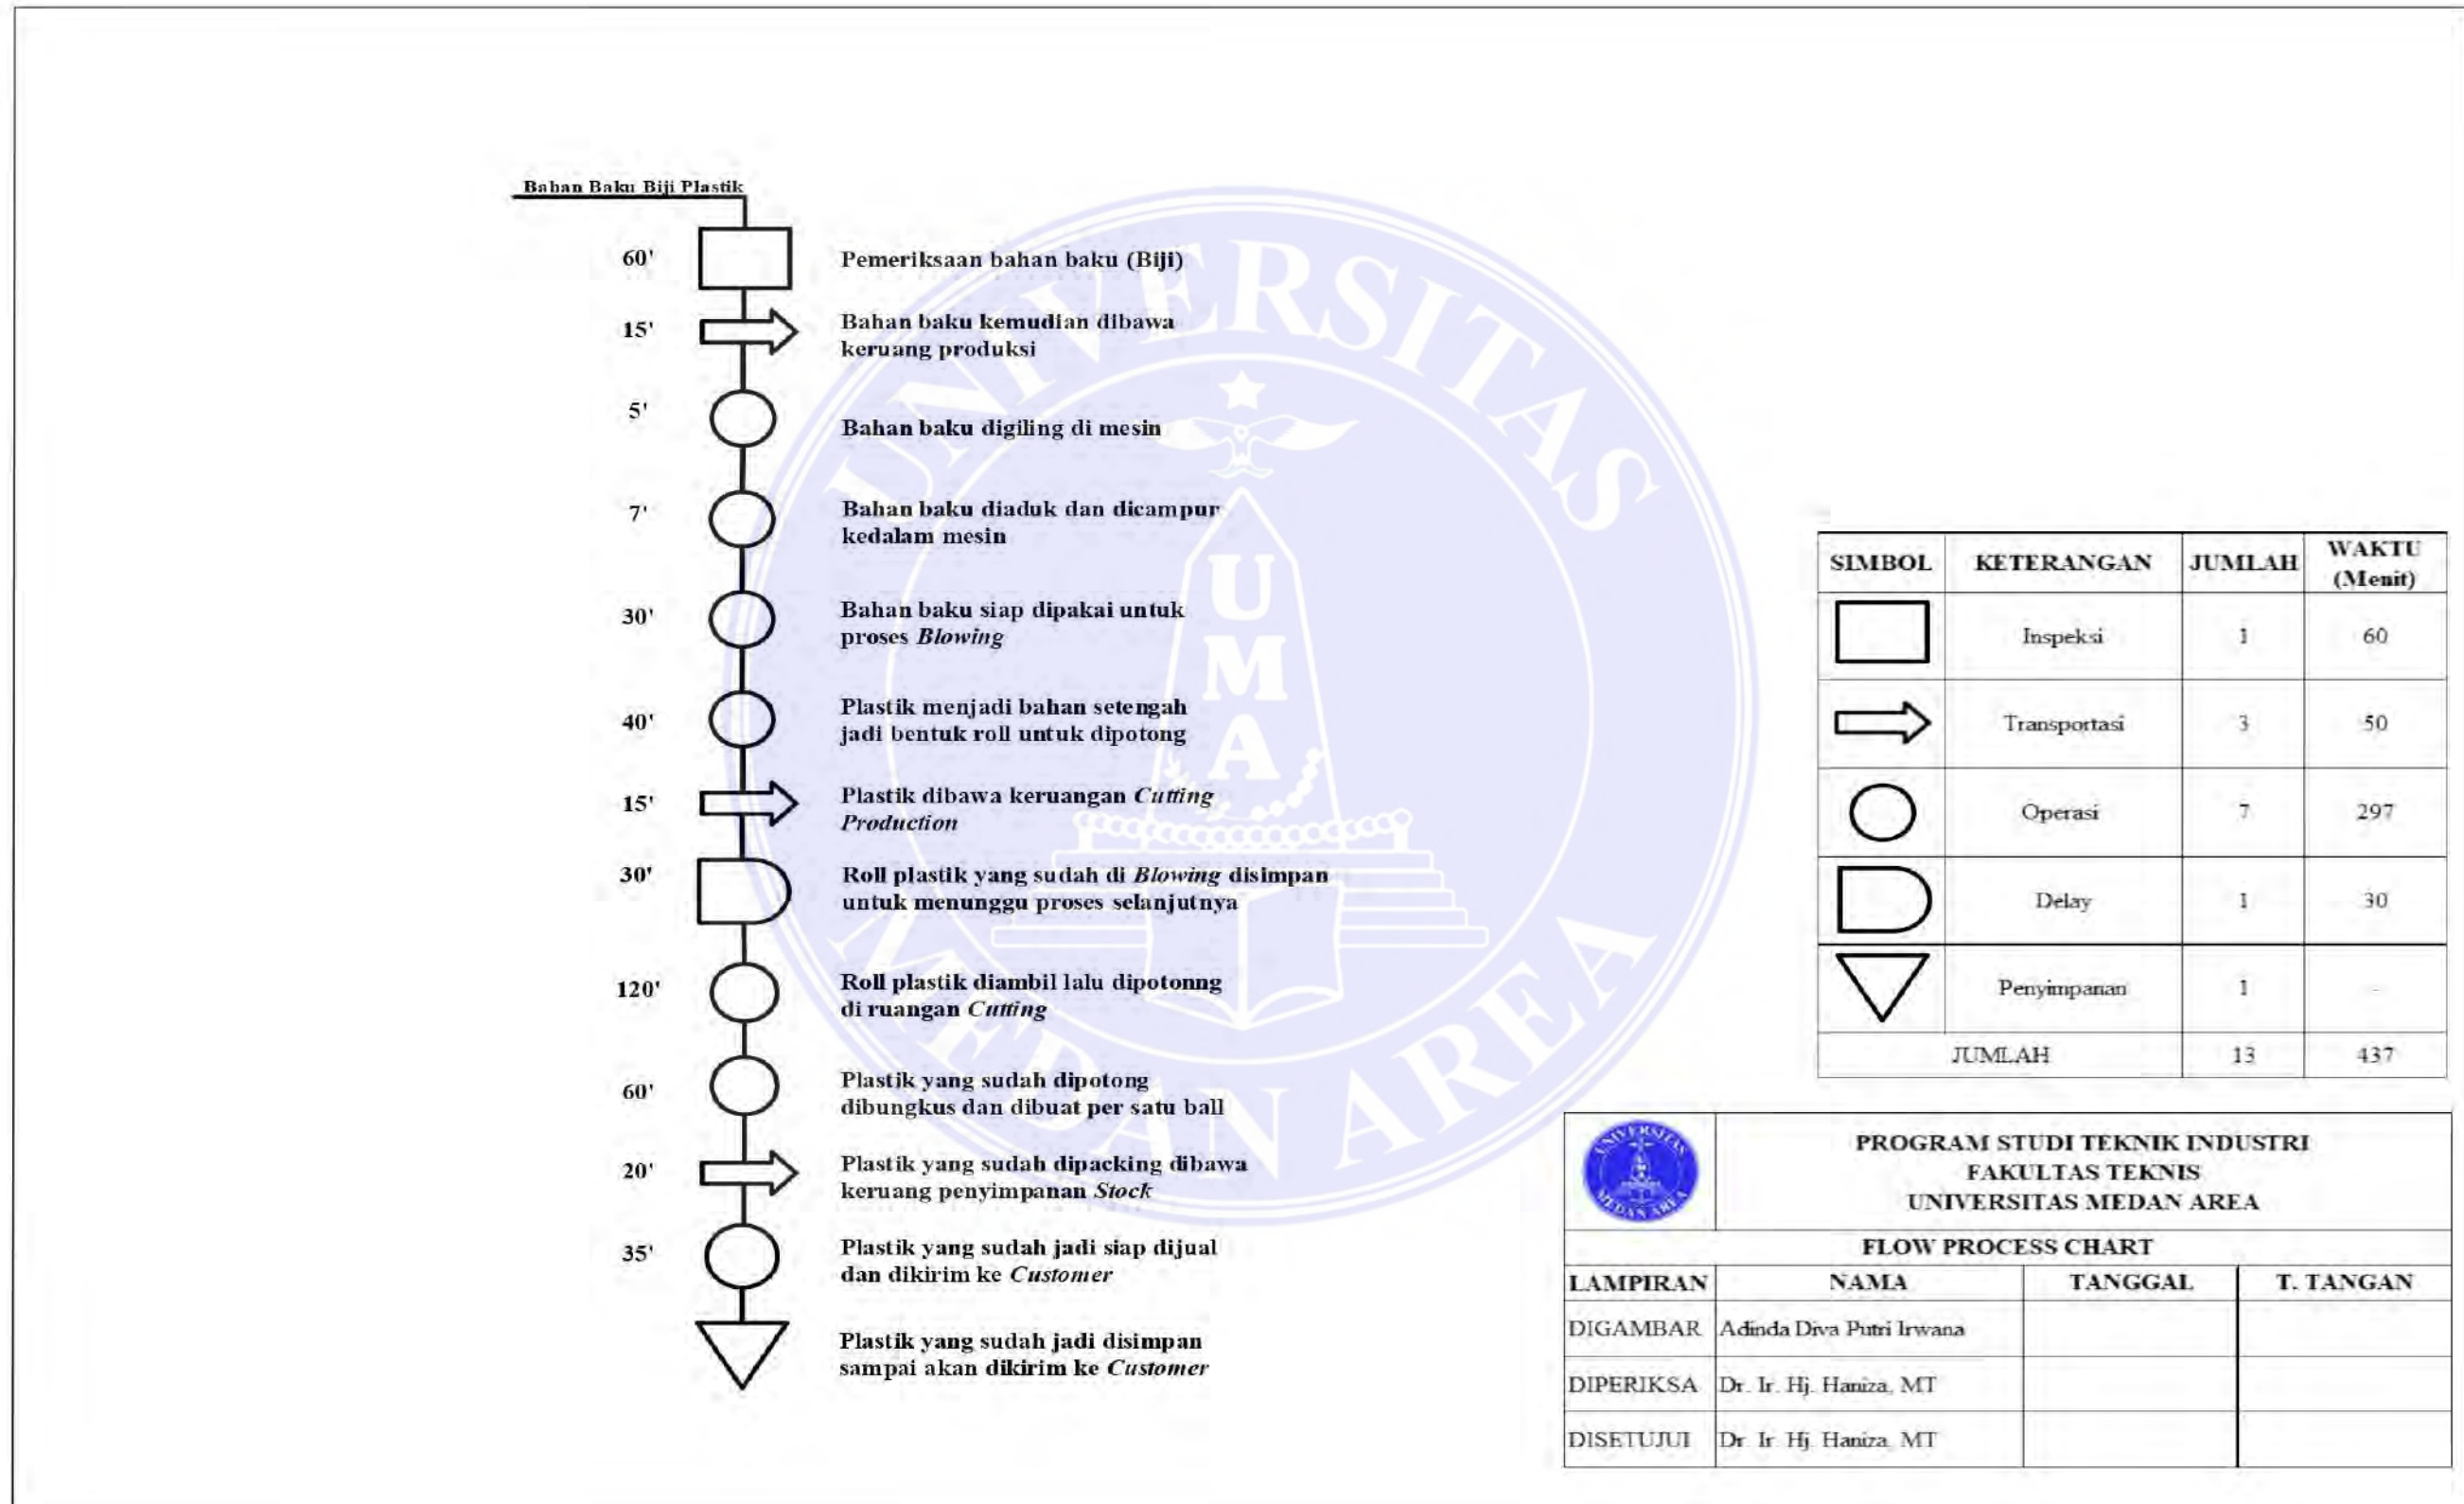 Bahan Baku Biji Plastik
60'
Pemeriksaan bahan baku (Biji)
15'
Bahan baku kemudian dibawa
keruang produksi
5'
Bahan baku digiling di mesin
7'
Bahan baku diaduk dan dicampur
kedalam mesin
30'
Bahan baku siap dipakai untuk
proses Blowing
40'
Plastik menjadi bahan setengah
jadi bentuk roll untuk dipotong
15'
Plastik dibawa keruangan Cutting
Production
30'
Roll plastik yang sudah di Blowing disimpan
untuk menunggu proses selanjutnya
120'
Roll plastik diambil lalu dipotonng
di ruangan Cutting
60'
Plastik yang sudah dipotong
dibungkus dan dibuat per satu ball
20'
Plastik yang sudah dipacking dibawa
keruang penyimpanan Stock
35'
Plastik yang sudah jadi siap dijual
dan dikirim ke Customer
Plastik yang sudah jadi disimpan
sampai akan dikirim ke Customer
UNIVERSITAS
UMA
MEDAN AREA
SIMBOL KETERANGAN JUMLAH WAKTU
(Menit)
Inspeksi 1 60
Transportasi 3 50
Operasi 7 297
Delay 1 30
Penyimpanan 1 -
JUMLAH 13 437
UNIVERSITAS
MEDAN AREA
PROGRAM STUDI TEKNIK INDUSTRI
FAKULTAS TEKNIS
UNIVERSITAS MEDAN AREA
FLOW PROCESS CHART
LAMPIRAN NAMA TANGGAL T. TANGAN
DIGAMBAR Adinda Diva Putri Irwana
DIPERIKSA Dr. Ir. Hj. Haniza, MT
DISETUJUI Dr. Ir. Hj. Haniza, MT